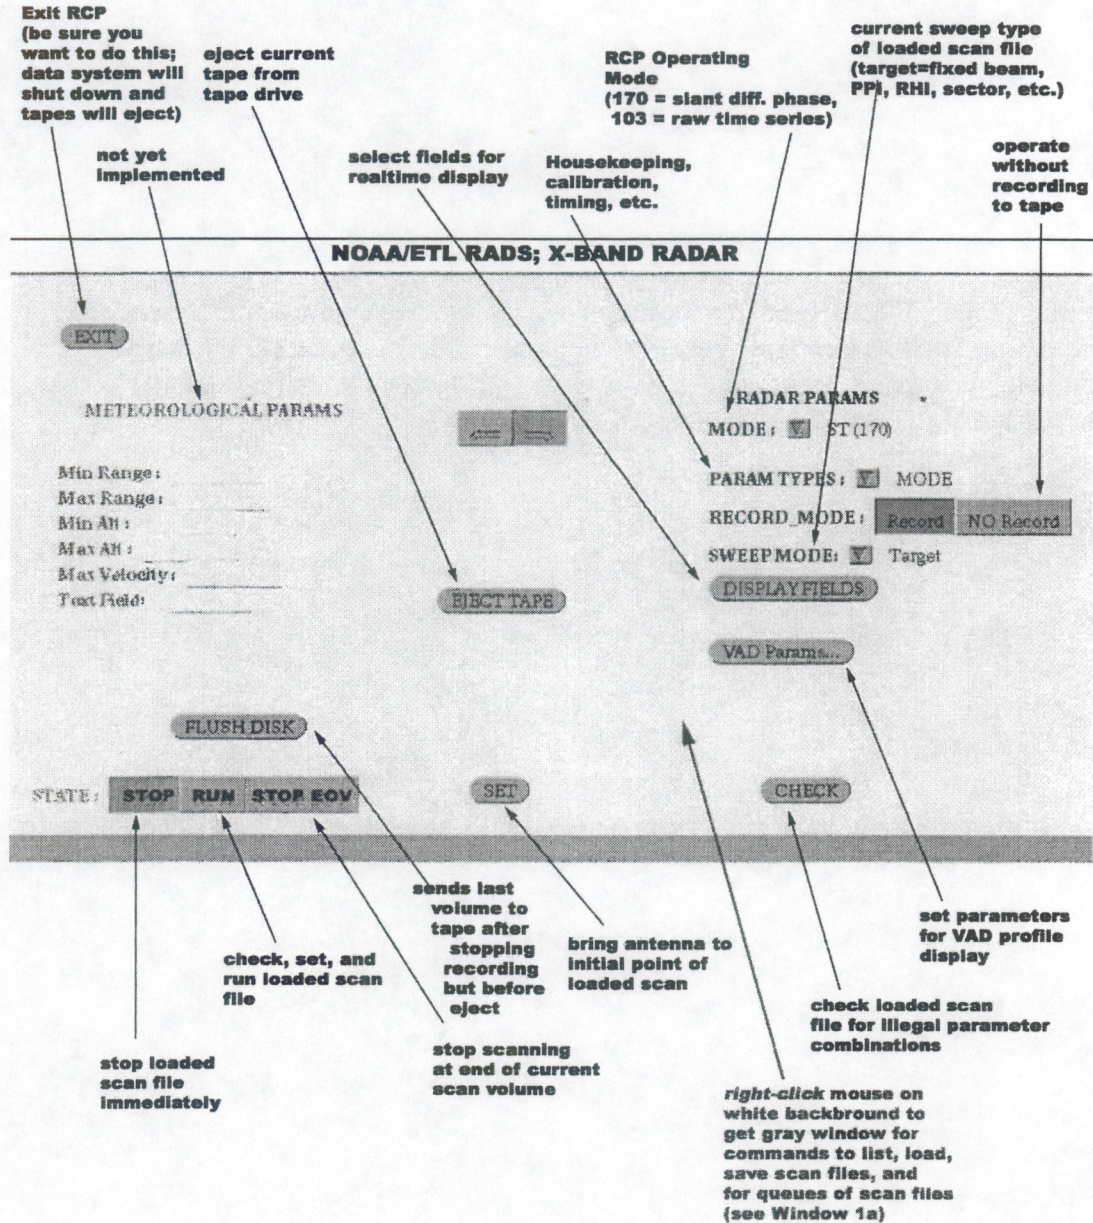 Exit RCP
(be sure you
want to do this;
data system will
shut down and
tapes will eject)
eject current
tape from
tape drive
RCP Operating
Mode
(170 = slant diff. phase,
103 = raw time series)
current sweep type
of loaded scan file
(target=fixed beam,
PPI, RHI, sector, etc.)
not yet
implemented
select fields for
realtime display
Housekeeping,
calibration,
timing, etc.
operate
without
recording
to tape
NOAA/ETL RADS; X-BAND RADAR
EXIT
METEOROLOGICAL PARAMS
RADAR PARAMS
MODE: ST (170)
Min Range:
Max Range:
Min Alt:
Max Alt:
Max Velocity:
Text Field:
PARAM TYPES: MODE
RECORD_MODE: Record NO Record
SWEEP MODE: Target
EJECT TAPE
DISPLAY FIELDS
VAD Params...
FLUSH DISK
STATE: STOP RUN STOP EOV
SET
CHECK
sends last
volume to
tape after
stopping
recording
but before
eject
set parameters
for VAD profile
display
check, set, and
run loaded scan
file
bring antenna to
initial point of
loaded scan
check loaded scan
file for illegal parameter
combinations
stop loaded
scan file
immediately
stop scanning
at end of current
scan volume
right-click mouse on
white backbround to
get gray window for
commands to list, load,
save scan files, and
for queues of scan files
(see Window 1a)